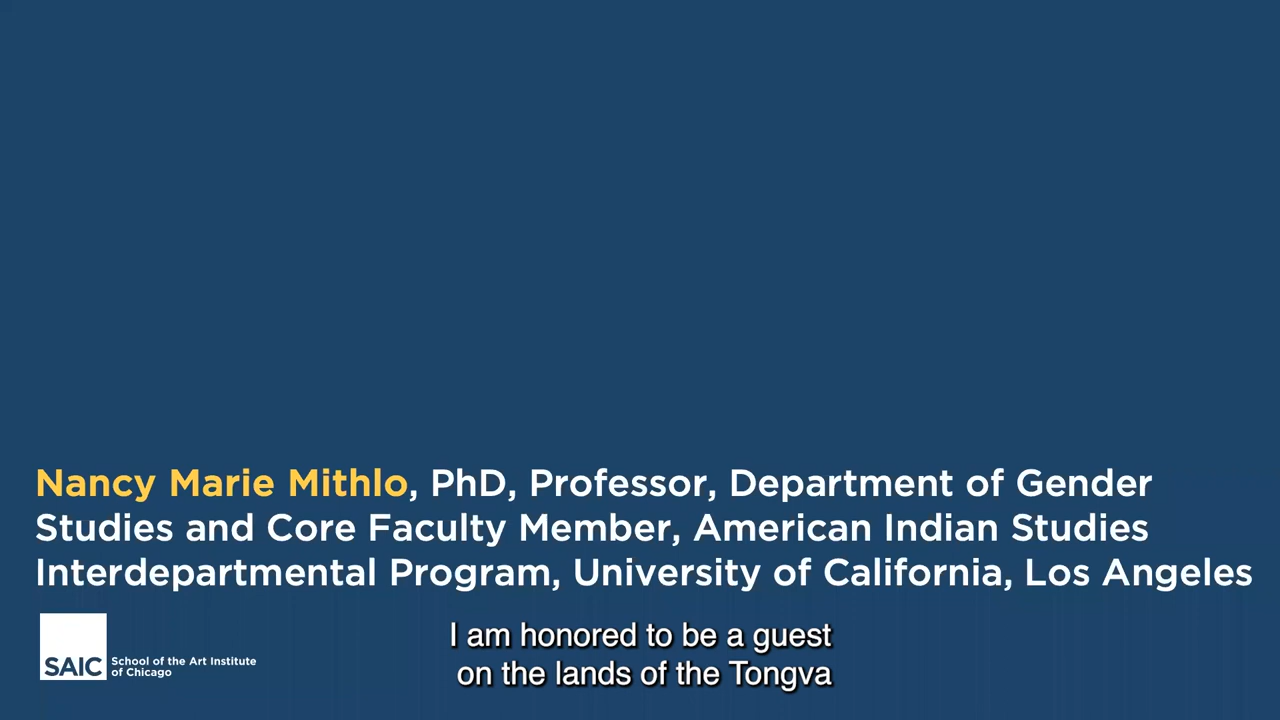 Nancy Marie Mithlo, PhD, Professor, Department of Gender
Studies and Core Faculty Member, American Indian Studies
Interdepartmental Program, University of California, Los Angeles
I am honored to be a guest
on the lands of the Tongva
SAIC School of the Art Institute
of Chicago